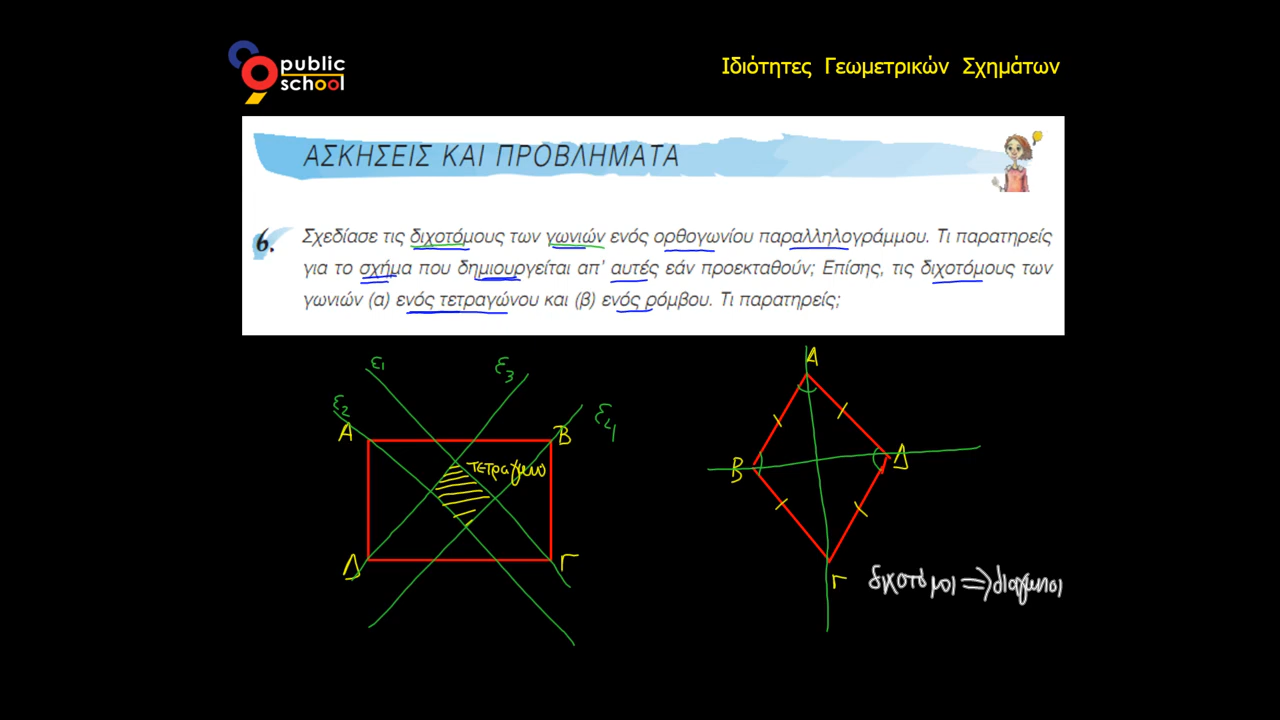 9 public school
Ιδιότητες Γεωμετρικών Σχημάτων
ΑΣΚΗΣΕΙΣ ΚΑΙ ΠΡΟΒΛΗΜΑΤΑ
6. Σχεδίασε τις διχοτόμους των γωνιών ενός ορθογωνίου παραλληλογράμμου. Τι παρατηρείς
για το σχήμα που δημιουργείται απ' αυτές εάν προεκταθούν; Επίσης, τις διχοτόμους των
γωνιών (α) ενός τετραγώνου και (β) ενός ρόμβου. Τι παρατηρείς;
ε1
ε3
ε2
ε4
Α
Β
τετράγωνο
Δ
Γ
Α
Β
Δ
Γ
διχοτόμοι ⇒ διαγώνιοι